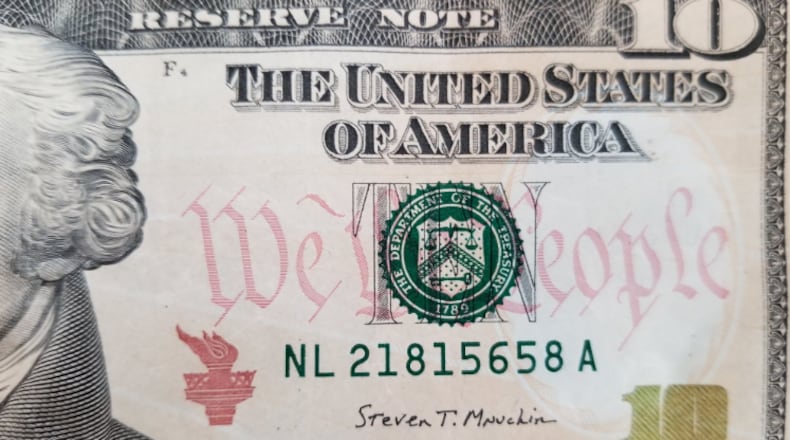 RESERVE NOTE
10
F4
THE UNITED STATES
OF AMERICA
We the People
TEN
THE DEPARTMENT OF THE TREASURY
1789
NL 21815658 A
Steven T. Mnuchin
10